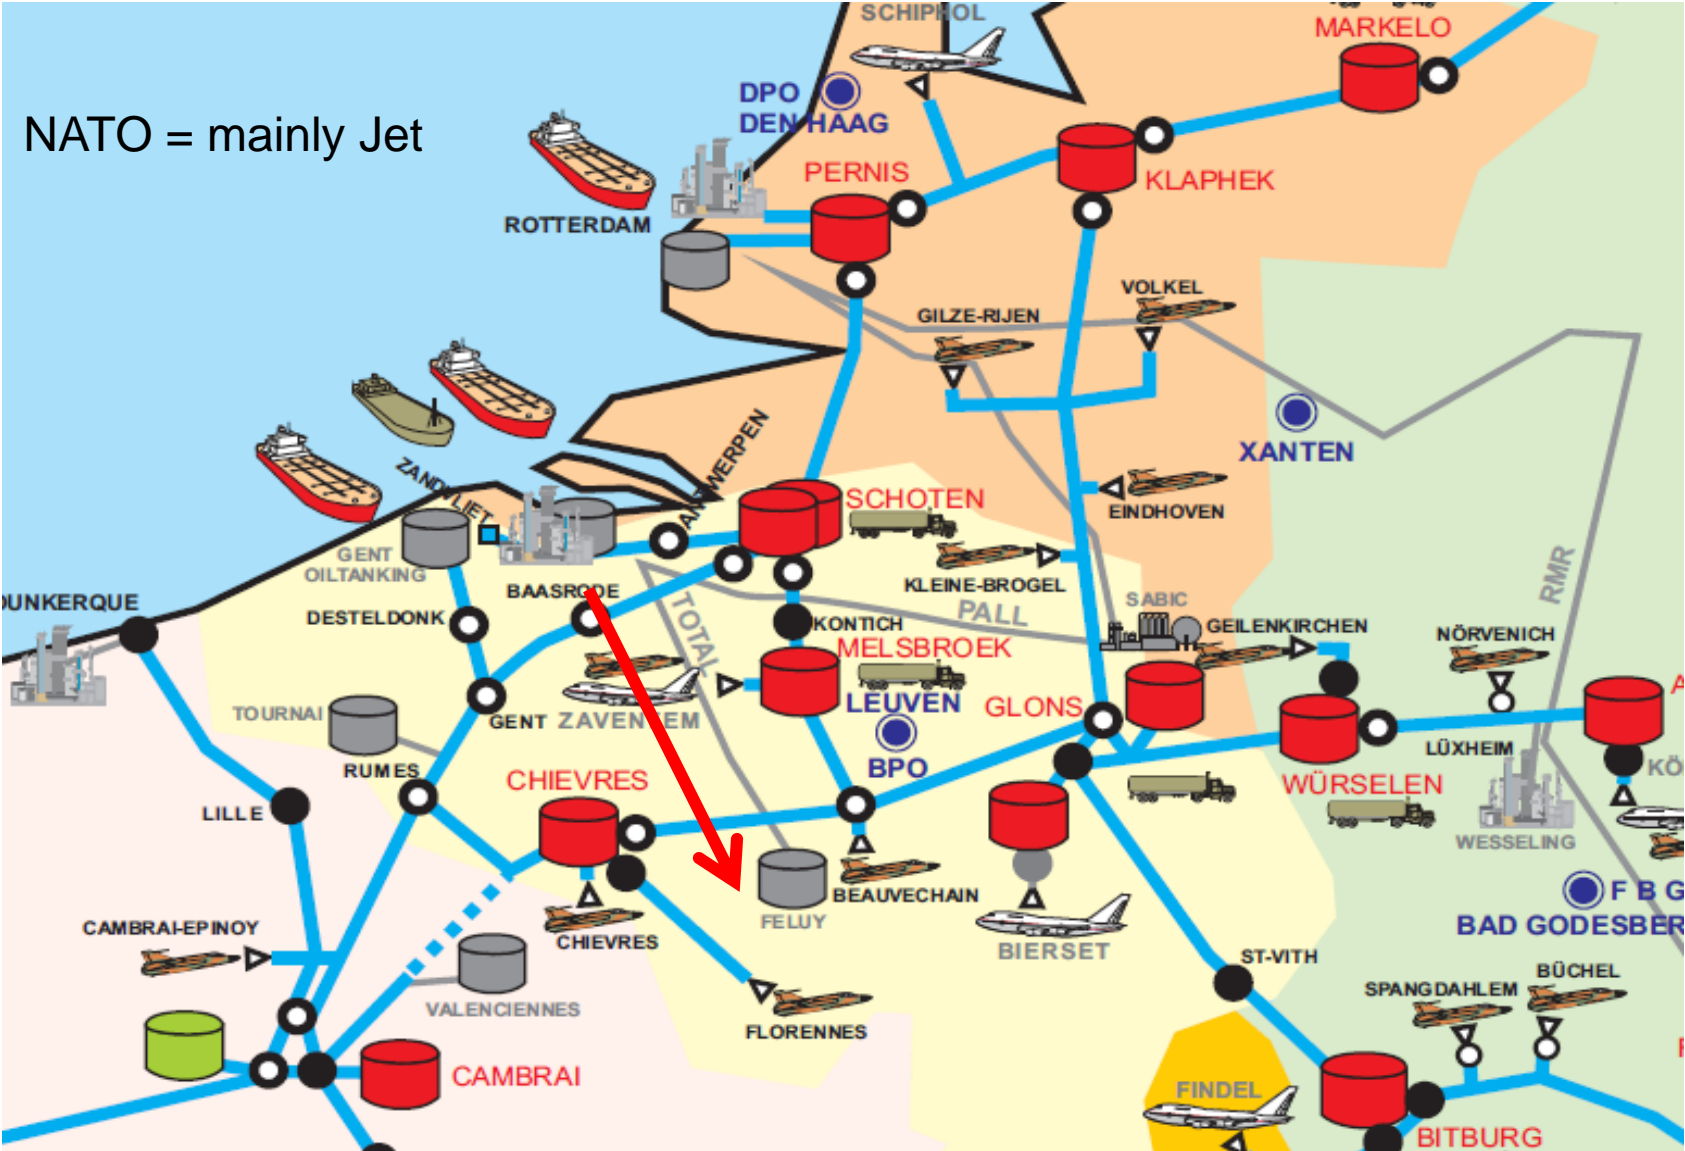 SCHIPHOL
MARKELO
NATO = mainly Jet
DPO
DEN HAAG
PERNIS
KLAPHEK
ROTTERDAM
VOLKEL
GILZE-RIJEN
XANTEN
ANTWERPEN
ZANDVLIET
SCHOTEN
EINDHOVEN
GENT
OILTANKING
BAASRODE
KLEINE-BROGEL
RMR
DUNKERQUE
DESTELDONK
TOTAL
PALL
SABIC
KONTICH
GEILENKIRCHEN
NÖRVENICH
MELSBROEK
LEUVEN
TOURNAI
GENT
ZAVENTEM
GLONS
BPO
LÜXHEIM
RUMES
CHIEVRES
WÜRSELEN
LILLE
WESSELING
BEAUVECHAIN
FELUY
F B G
BAD GODESBER
CAMBRAI-EPINOY
CHIEVRES
BIERSET
ST-VITH
BÜCHEL
SPANGDAHLEM
VALENCIENNES
FLORENNES
CAMBRAI
FINDEL
BITBURG